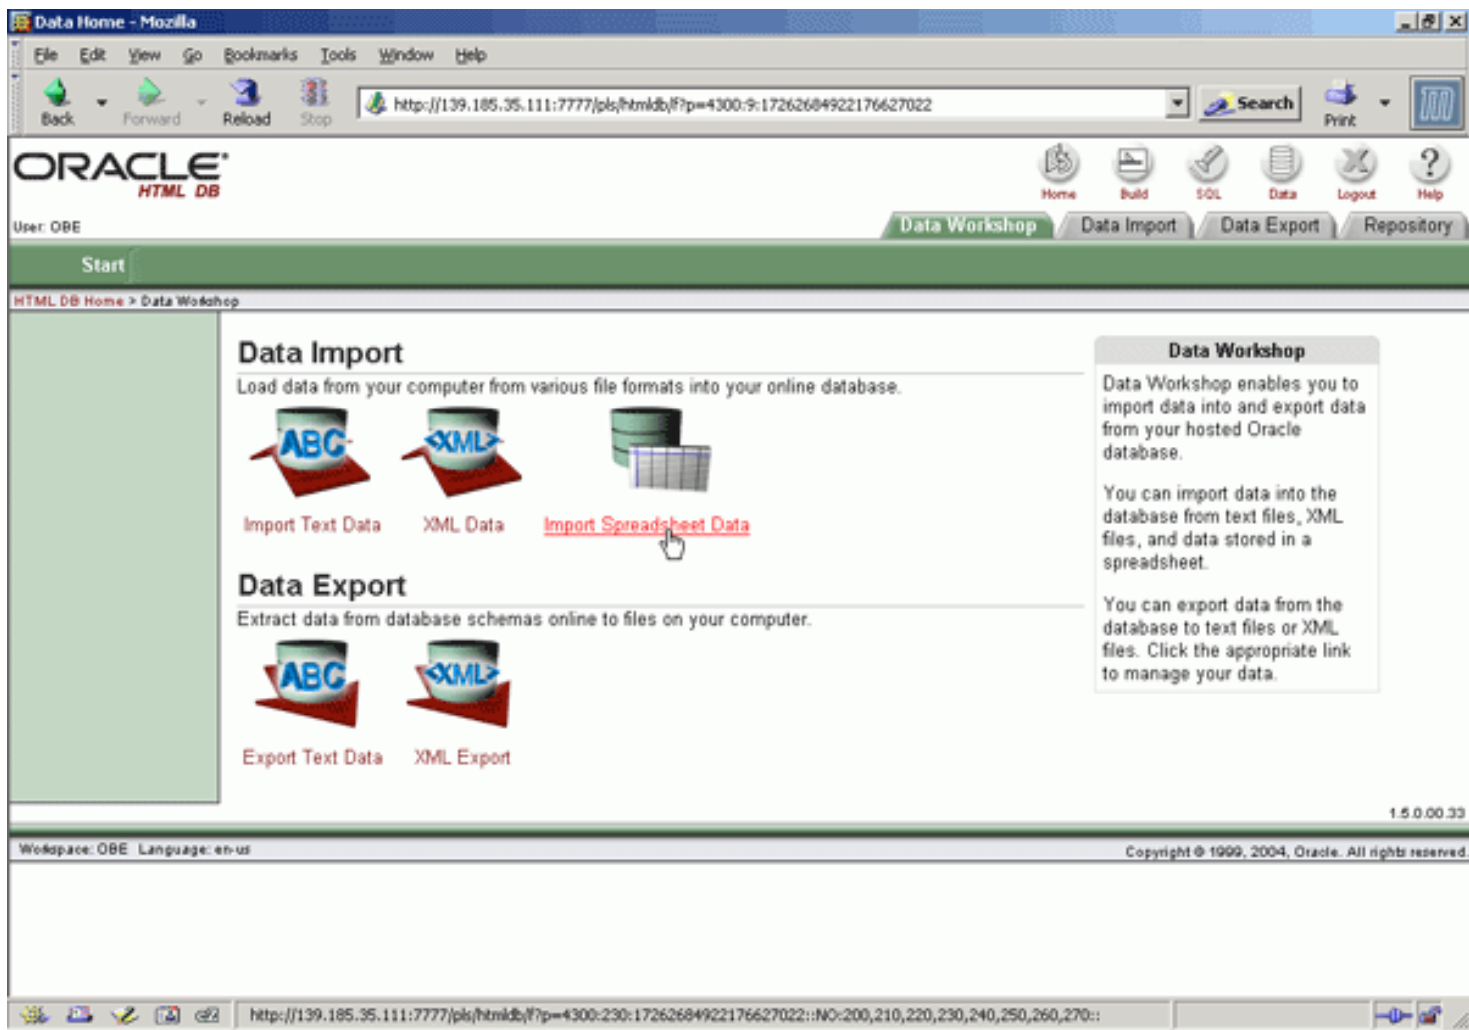 Data Home - Mozilla
File Edit View Go Bookmarks Tools Window Help
Back Forward Reload Stop http://139.185.35.111:7777/pls/htmldb/f?p=4300:9:17262684922176627022 Search Print
ORACLE
HTML DB
Home Build SQL Data Logout Help
User: OBE
Data Workshop Data Import Data Export Repository
Start
HTML DB Home > Data Workshop
Data Import
Load data from your computer from various file formats into your online database.
ABC <XML>
Import Text Data XML Data Import Spreadsheet Data
Data Export
Extract data from database schemas online to files on your computer.
ABC <XML>
Export Text Data XML Export
Data Workshop
Data Workshop enables you to
import data into and export data
from your hosted Oracle
database.
You can import data into the
database from text files, XML
files, and data stored in a
spreadsheet.
You can export data from the
database to text files or XML
files. Click the appropriate link
to manage your data.
1.5.0.00.33
Workspace: OBE Language: en-us
Copyright © 1999, 2004, Oracle. All rights reserved.
http://139.185.35.111:7777/pls/htmldb/f?p=4300:230:17262684922176627022::NO:200,210,220,230,240,250,260,270::